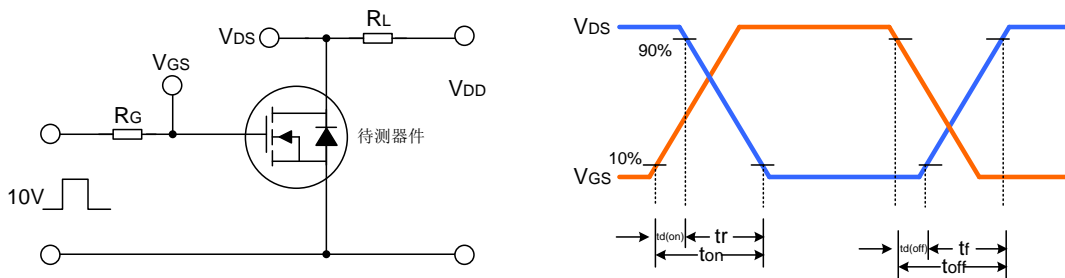 VDS
RL
VGS
VDD
RG
待测器件
10V
VDS
90%
10%
VGS
td(on)
tr
ton
td(off)
tf
toff